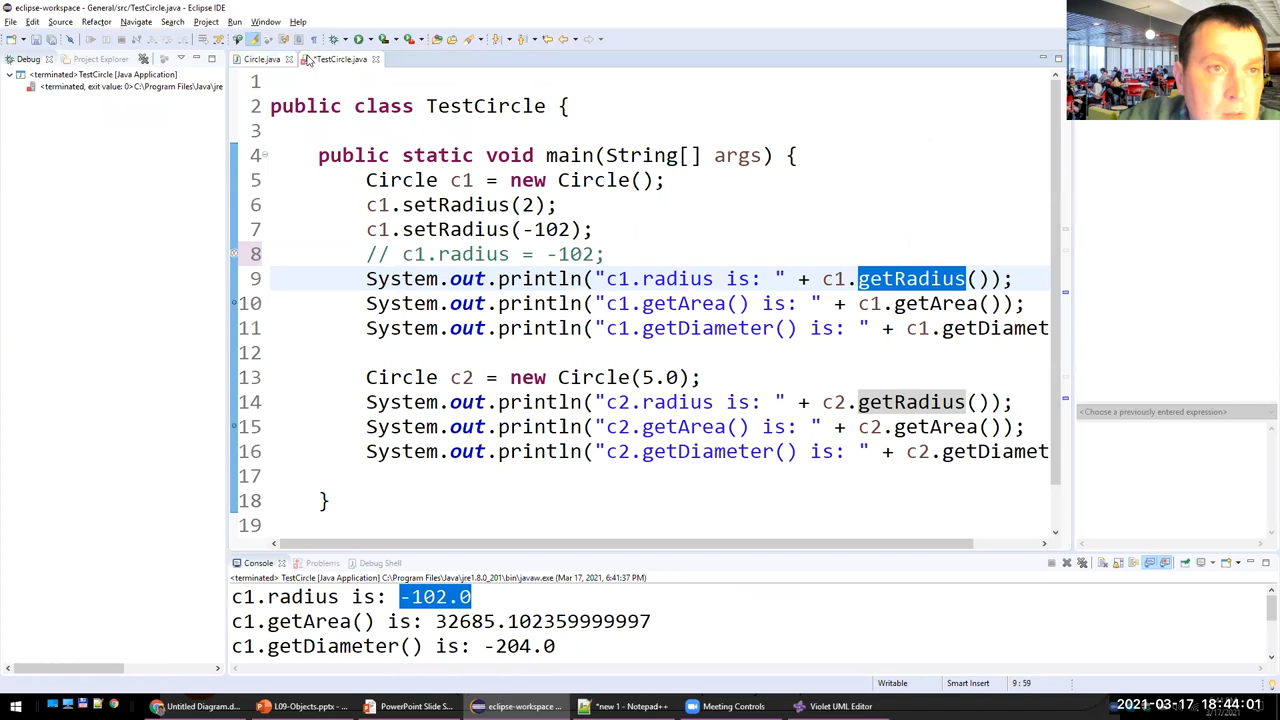 eclipse-workspace - General/src/TestCircle.java - Eclipse IDE
File Edit Source Refactor Navigate Search Project Run Window Help
Debug Project Explorer
Circle.java *TestCircle.java
<terminated>TestCircle [Java Application]
<terminated, exit value: 0>C:\Program Files\Java\jre
1
2 public class TestCircle {
3
4 public static void main(String[] args) {
5 Circle c1 = new Circle();
6 c1.setRadius(2);
7 c1.setRadius(-102);
8 // c1.radius = -102;
9 System.out.println("c1.radius is: " + c1.getRadius());
10 System.out.println("c1.getArea() is: " + c1.getArea());
11 System.out.println("c1.getDiameter() is: " + c1.getDiamet
12
13 Circle c2 = new Circle(5.0);
14 System.out.println("c2.radius is: " + c2.getRadius());
15 System.out.println("c2.getArea() is: " + c2.getArea());
16 System.out.println("c2.getDiameter() is: " + c2.getDiamet
17
18 }
19
<Choose a previously entered expression>
Console Problems Debug Shell
<terminated> TestCircle [Java Application] C:\Program Files\Java\jre1.8.0_201\bin\javaw.exe (Mar 17, 2021, 6:41:37 PM)
c1.radius is: -102.0
c1.getArea() is: 32685.102359999997
c1.getDiameter() is: -204.0
Writable Smart Insert 9 : 59
Untitled Diagram.d... L09-Objects.pptx - ... PowerPoint Slide S... eclipse-workspace ... *new 1 - Notepad++ Meeting Controls Violet UML Editor
2021-03-17 18:44:01